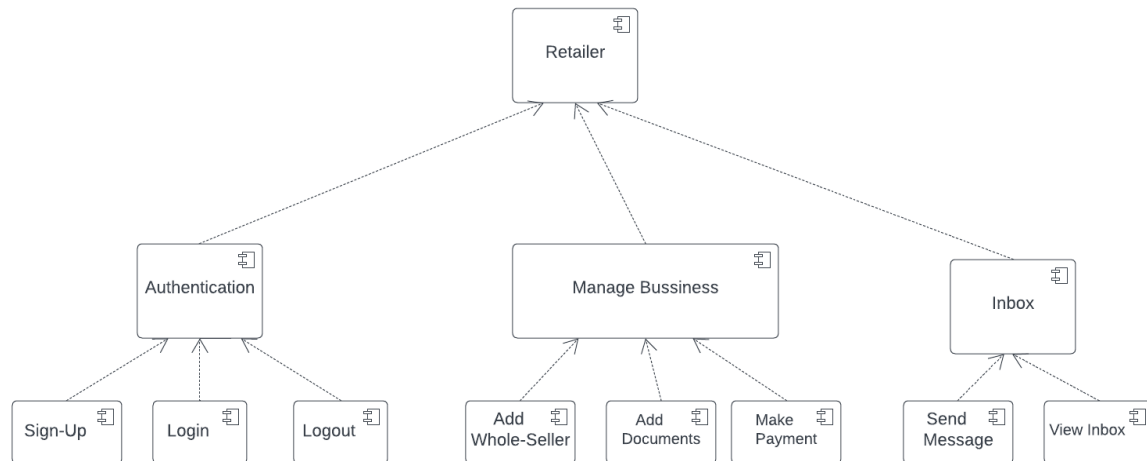 Retailer
Authentication
Manage Bussiness
Inbox
Sign-Up
Login
Logout
Add
Whole-Seller
Add
Documents
Make
Payment
Send
Message
View Inbox